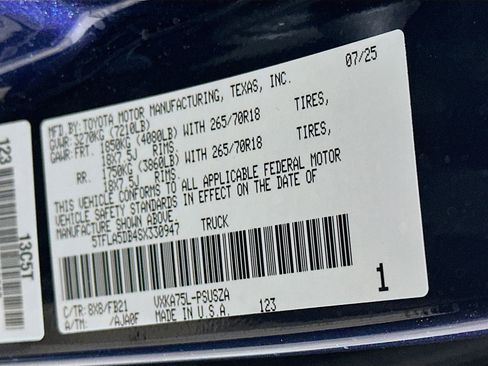 07/25
MFD.BY:TOYOTA MOTOR MANUFACTURING, TEXAS, INC.
GVWR: 3270KG (7210LB)
GAWR:FRT. 1850KG (4080LB) WITH 265/70R18 TIRES,
18X7.5J RIMS.
RR. 1750KG (3860LB) WITH 265/70R18 TIRES,
18X7.5J RIMS.
THIS VEHICLE CONFORMS TO ALL APPLICABLE FEDERAL MOTOR
VEHICLE SAFETY STANDARDS IN EFFECT ON THE DATE OF
MANUFACTURE SHOWN ABOVE.
5TFLA5DB4SX330947 TRUCK
C/TR: 8X8/FB21 VXKA75L-PSUSZA
A/TM: /AJA0F MADE IN U.S.A. 123
1
123
13C5T